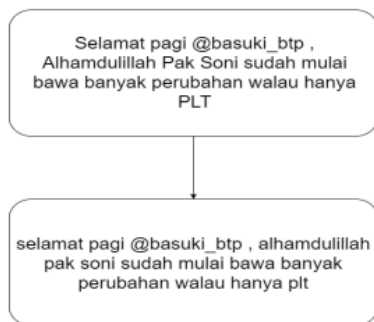 Selamat pagi @basuki_btp ,
Alhamdulillah Pak Soni sudah mulai
bawa banyak perubahan walau hanya
PLT
selamat pagi @basuki_btp , alhamdulillah
pak soni sudah mulai bawa banyak
perubahan walau hanya plt